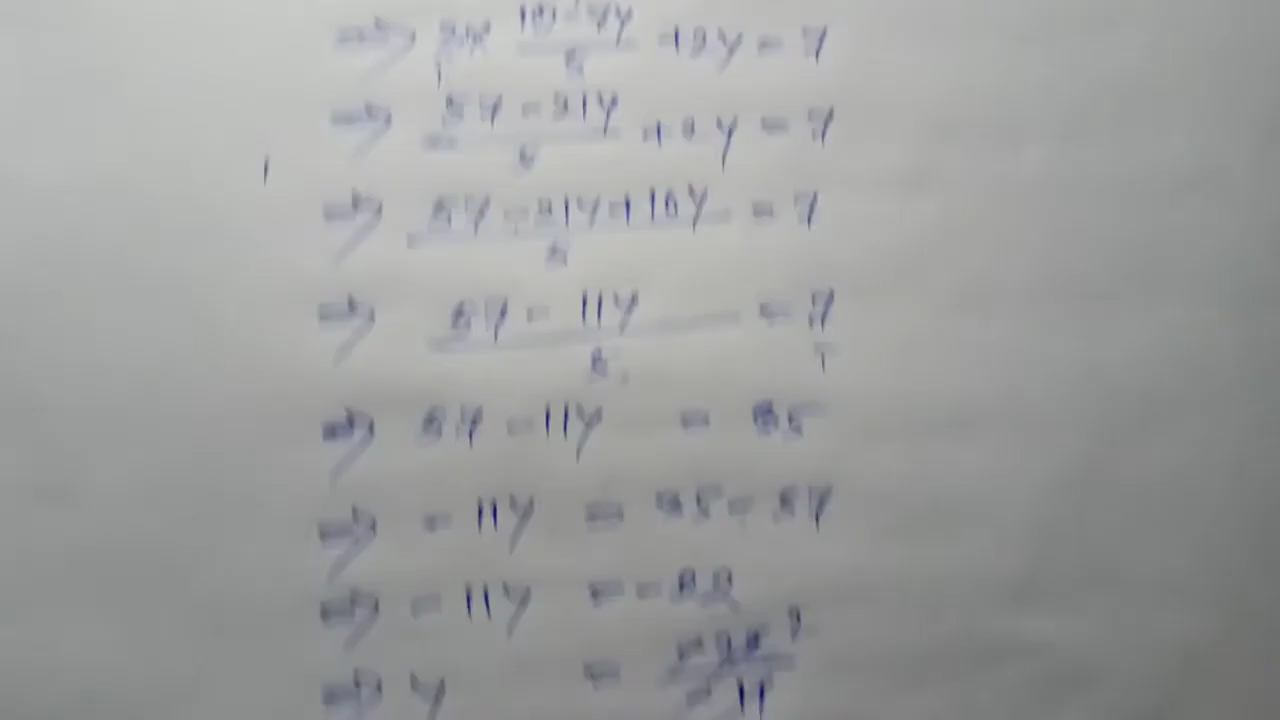 ⇒ 3× (19-7y)/5 + 2y = 7
⇒ (57 - 21y)/5 + 2y = 7
⇒ (57 - 21y + 10y)/5 = 7
⇒ (57 - 11y)/5 = 7
⇒ 57 - 11y = 35
⇒ - 11y = 35 - 57
⇒ - 11y = - 22
⇒ y = -22/-11